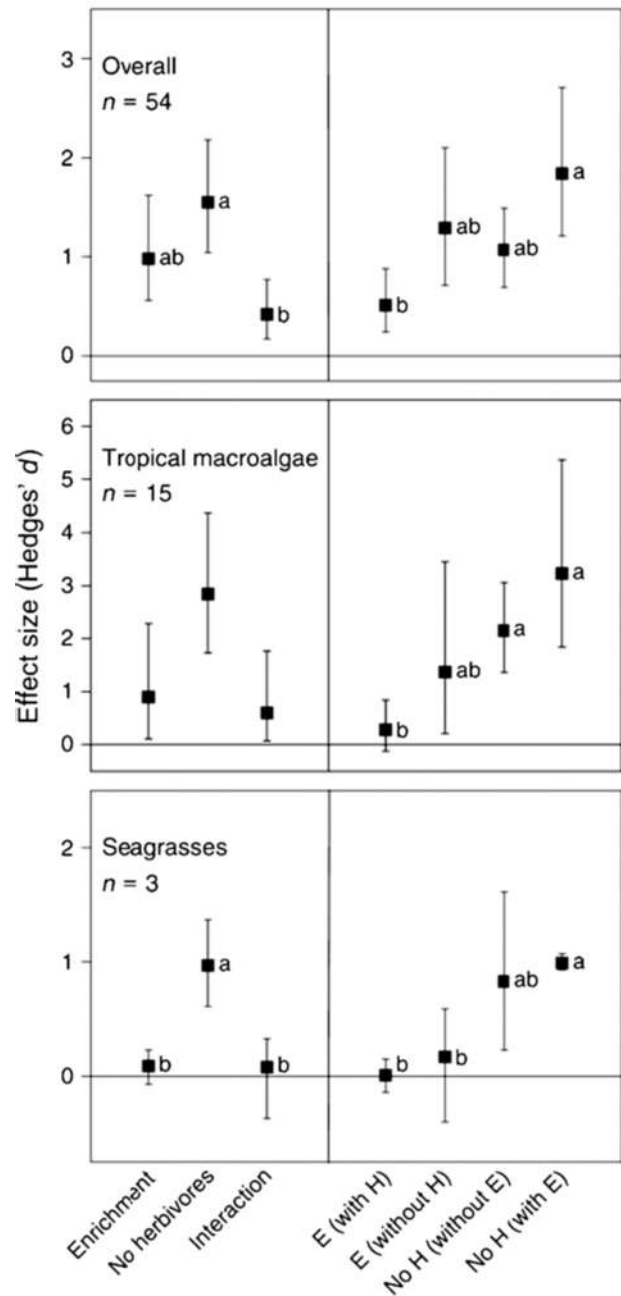 Effect size (Hedges' d)
3
2
1
0
Overall
n = 54
ab
a
b
b
ab
ab
a
6
5
4
3
2
1
0
Tropical macroalgae
n = 15
b
ab
a
a
2
1
0
Seagrasses
n = 3
b
a
b
b
b
ab
a
Enrichment
No herbivores
Interaction
E (with H)
E (without H)
No H (without E)
No H (with E)